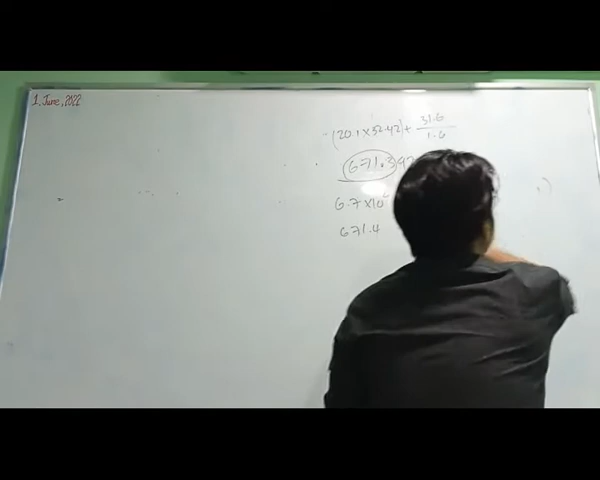 1. June, 2022
(20.1 x 32.42) + 31.6 / 1.6
671.3
6.7 x 10
671.4